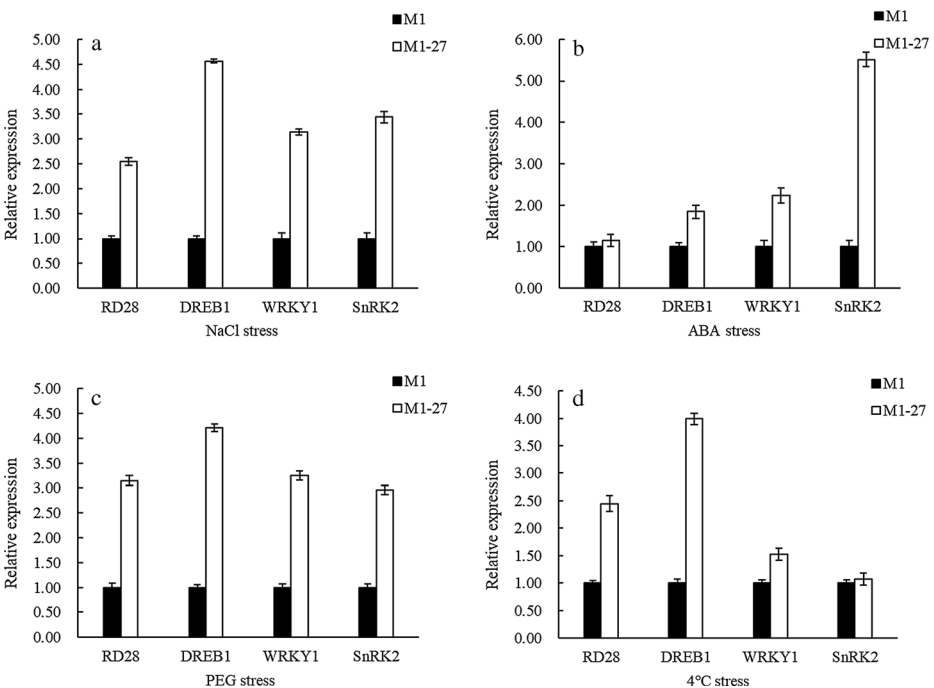 M1
M1-27
a
5.00
4.50
4.00
3.50
3.00
2.50
2.00
1.50
1.00
0.50
0.00
Relative expression
RD28 DREB1 WRKY1 SnRK2
NaCl stress
M1
M1-27
b
6.00
5.00
4.00
3.00
2.00
1.00
0.00
Relative expression
RD28 DREB1 WRKY1 SnRK2
ABA stress
M1
M1-27
c
5.00
4.50
4.00
3.50
3.00
2.50
2.00
1.50
1.00
0.50
0.00
Relative expression
RD28 DREB1 WRKY1 SnRK2
PEG stress
M1
M1-27
d
4.50
4.00
3.50
3.00
2.50
2.00
1.50
1.00
0.50
0.00
Relative expression
RD28 DREB1 WRKY1 SnRK2
4°C stress